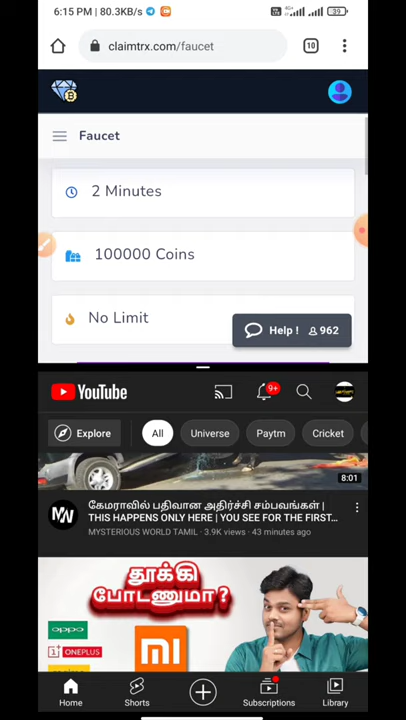 6:15 PM | 80.3KB/s
39
claimtrx.com/faucet
10
Faucet
2 Minutes
100000 Coins
No Limit
Help ! 962
YouTube
9+
Explore
All
Universe
Paytm
Cricket
8:01
MW
கேமராவில் பதிவான அதிர்ச்சி சம்பவங்கள் |
THIS HAPPENS ONLY HERE | YOU SEE FOR THE FIRST...
MYSTERIOUS WORLD TAMIL · 3.9K views · 43 minutes ago
தூக்கி
போடணுமா ?
oppo
ONEPLUS
mi
realme
Home
Shorts
Subscriptions
Library